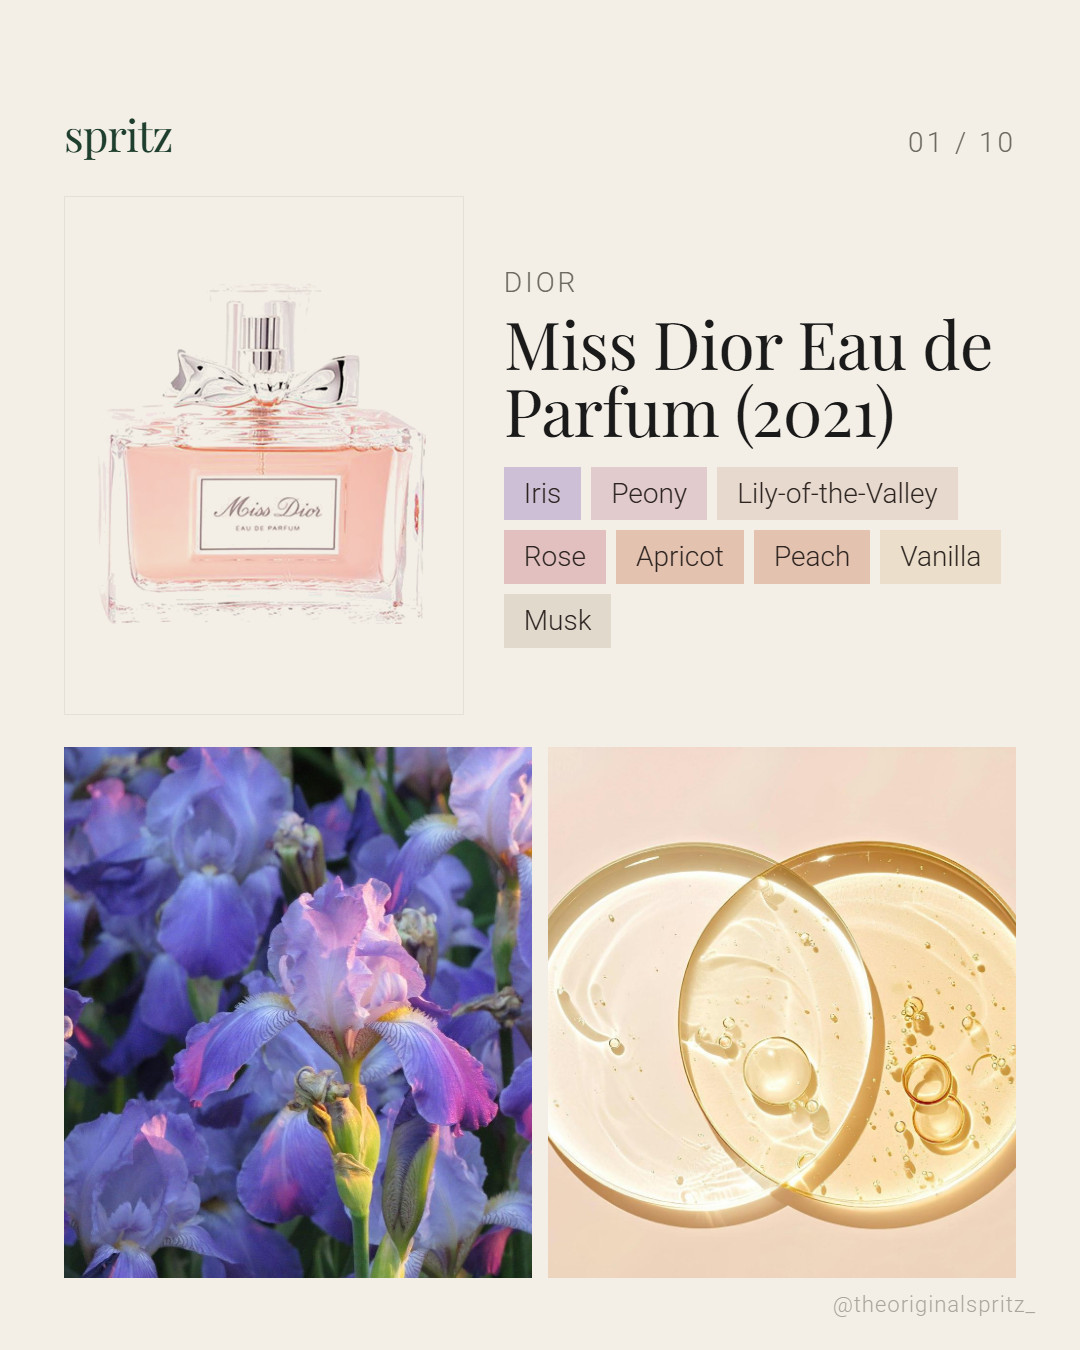 spritz
01 / 10
DIOR
Miss Dior Eau de
Parfum (2021)
Iris
Peony
Lily-of-the-Valley
Rose
Apricot
Peach
Vanilla
Musk
Miss Dior
EAU DE PARFUM
@theoriginalspritz_